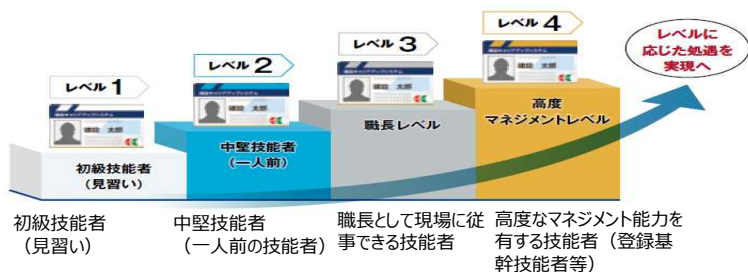 レベル1
レベル2
レベル3
レベル4
レベルに
応じた処遇を
実現へ
建設 太郎
建設 太郎
建設 太郎
建設 太郎
初級技能者
(見習い)
中堅技能者
(一人前)
職長レベル
高度
マネジメントレベル
初級技能者
(見習い)
中堅技能者
(一人前の技能者)
職長として現場に従
事できる技能者
高度なマネジメント能力を
有する技能者(登録基
幹技能者等)